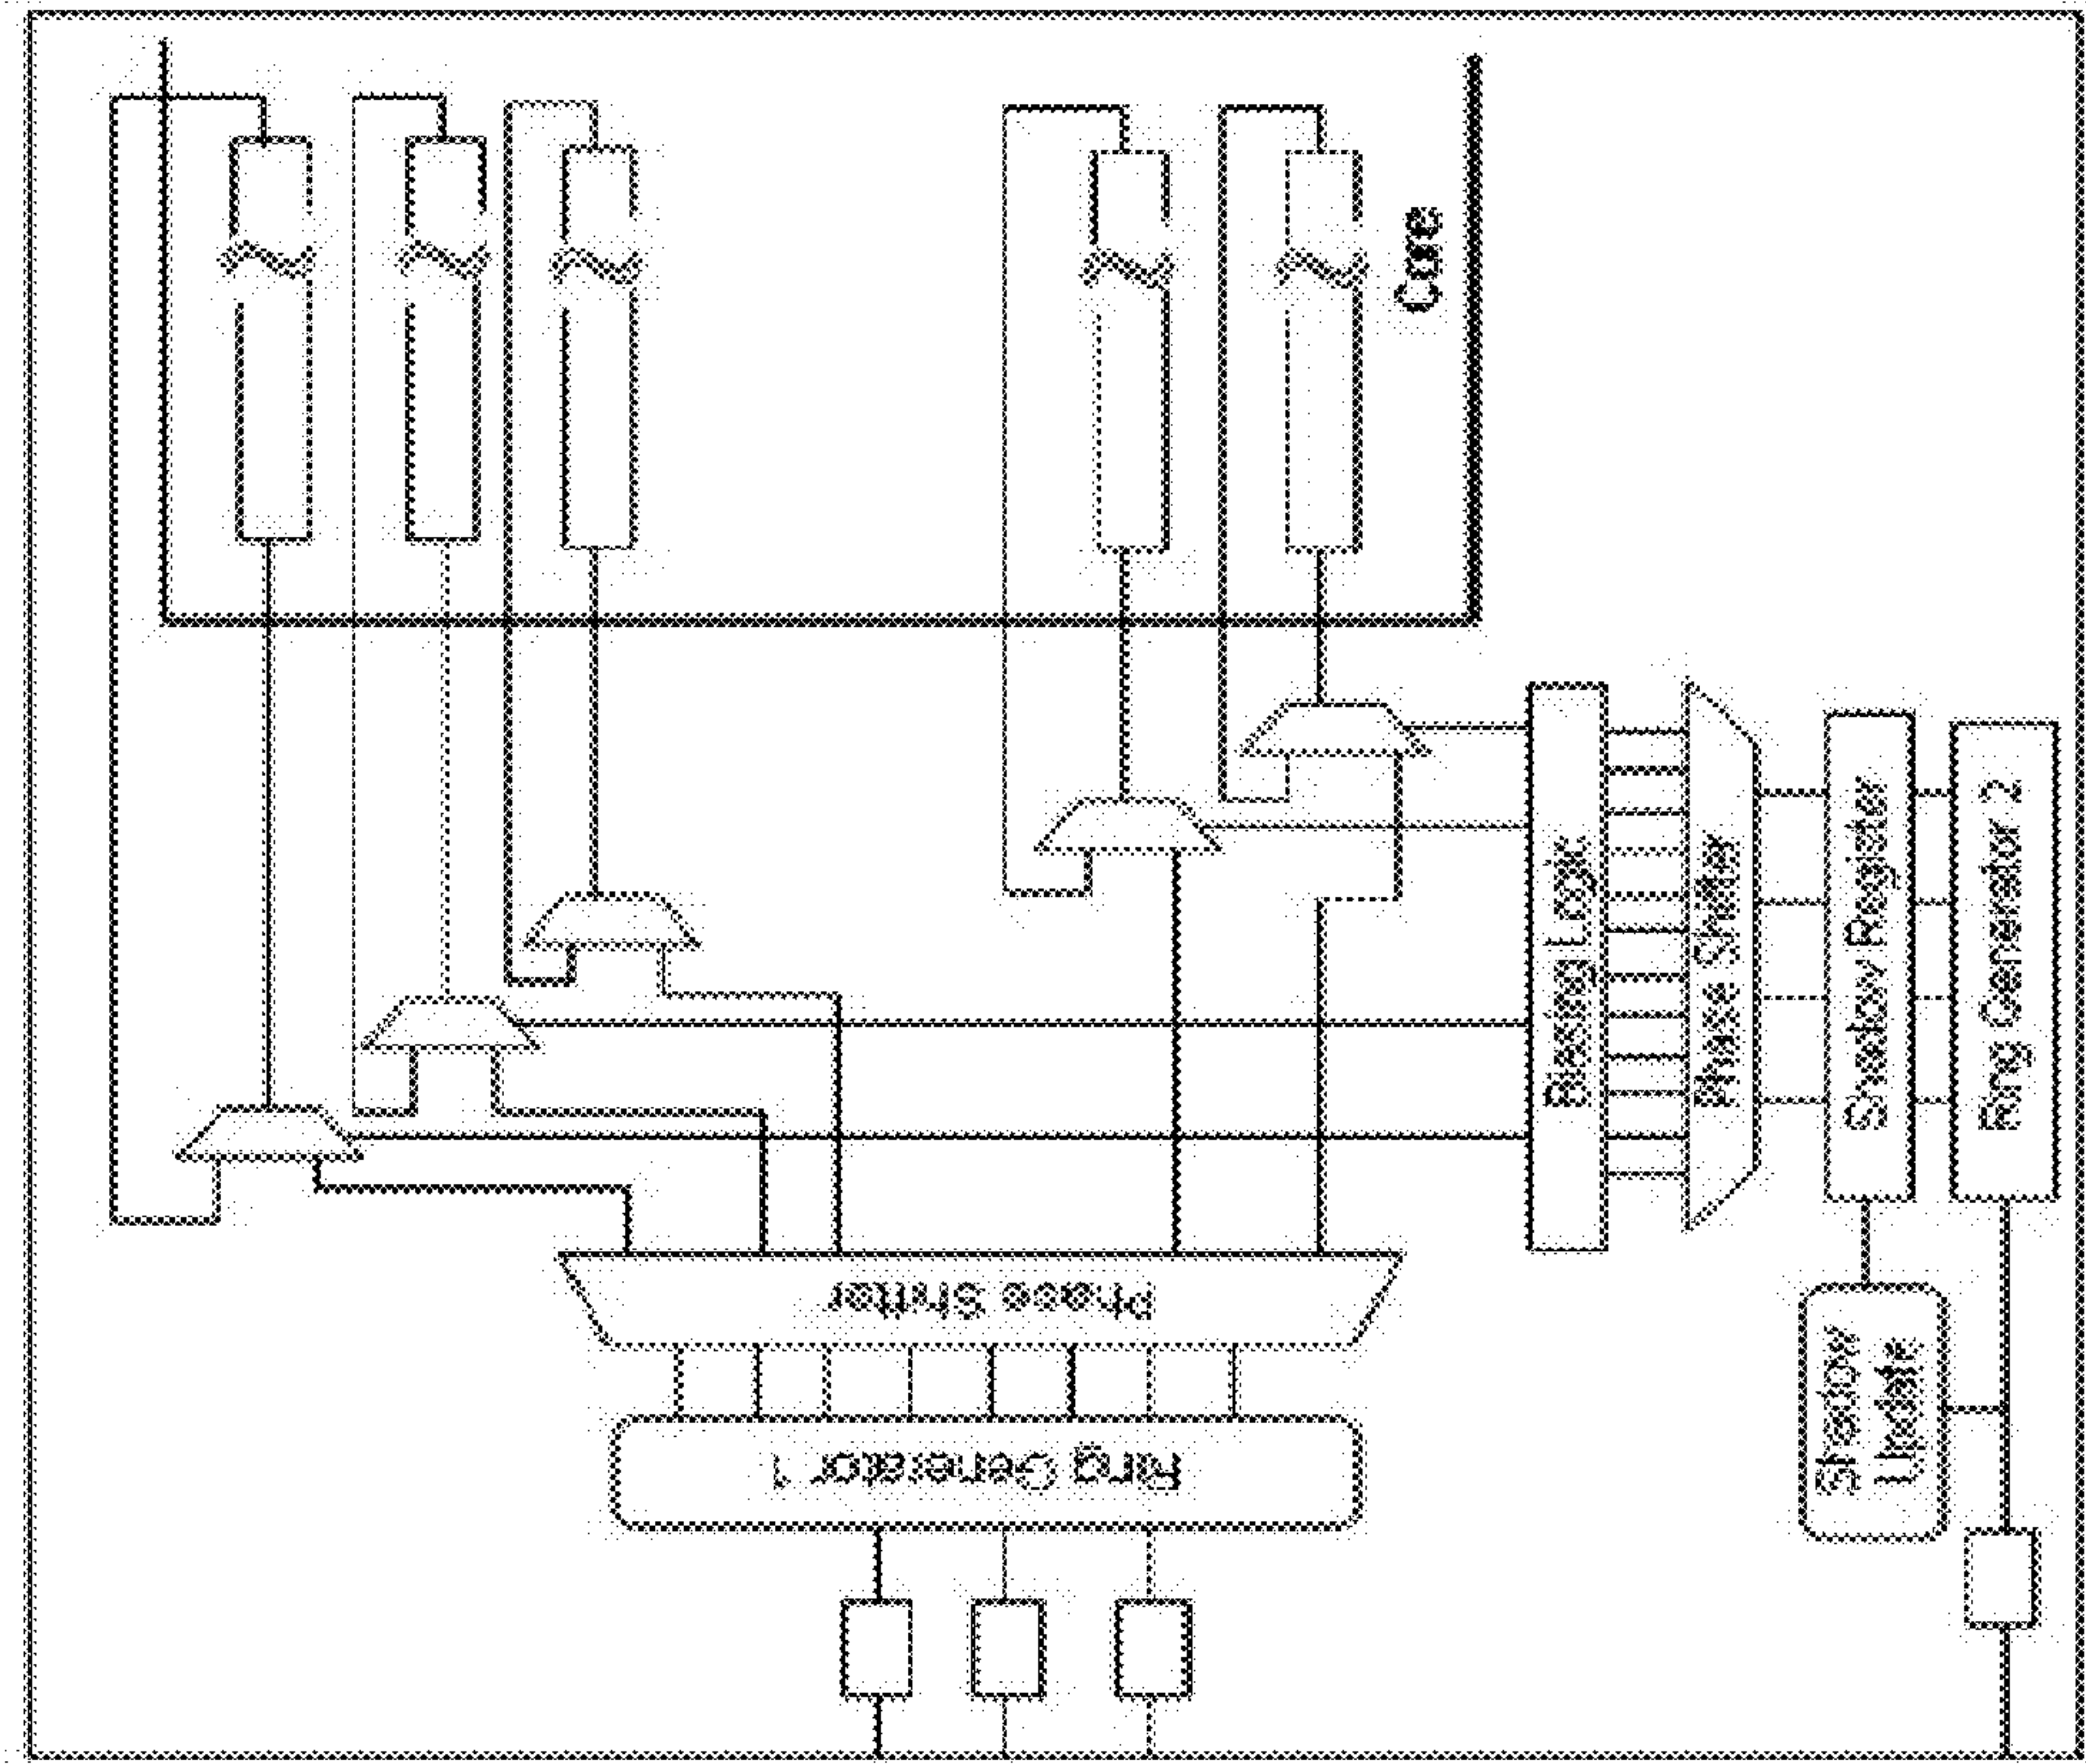 Core
Biasing Logic
Phase Shifter
Shadow Register
Ring Generator 2
Phase Shifter
Ring Generator 1
Shadow
Update